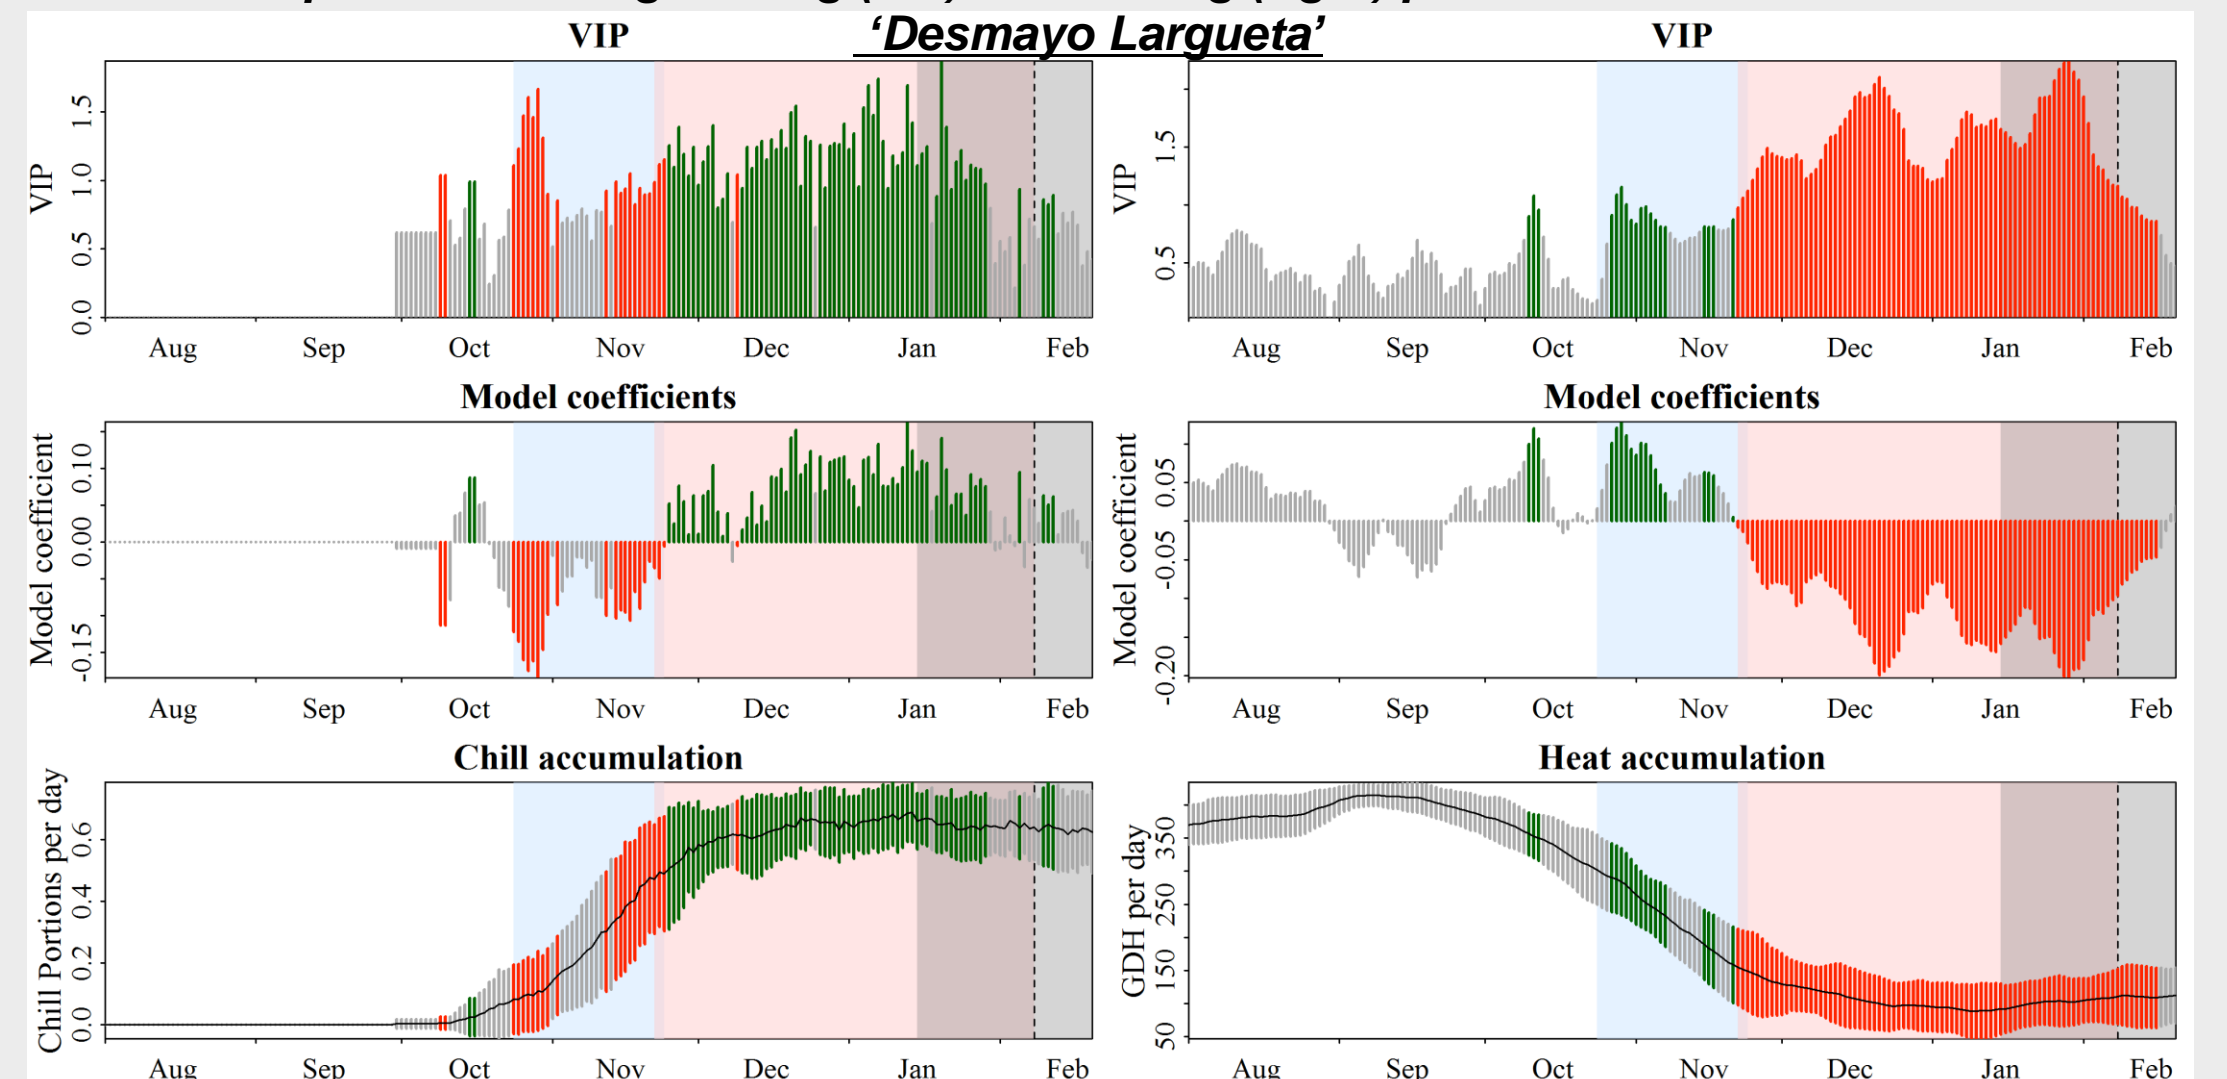 ‘Desmayo Largueta’
VIP
VIP
VIP
0.0 0.5 1.0 1.5
Aug Sep Oct Nov Dec Jan Feb
VIP
0.5 1.5
Aug Sep Oct Nov Dec Jan Feb
Model coefficients
Model coefficients
Model coefficient
-0.15 0.00 0.10
Aug Sep Oct Nov Dec Jan Feb
Model coefficient
-0.20 -0.05 0.05
Aug Sep Oct Nov Dec Jan Feb
Chill accumulation
Heat accumulation
Chill Portions per day
0.0 0.2 0.4 0.6
Aug Sep Oct Nov Dec Jan Feb
GDH per day
50 150 250 350
Aug Sep Oct Nov Dec Jan Feb